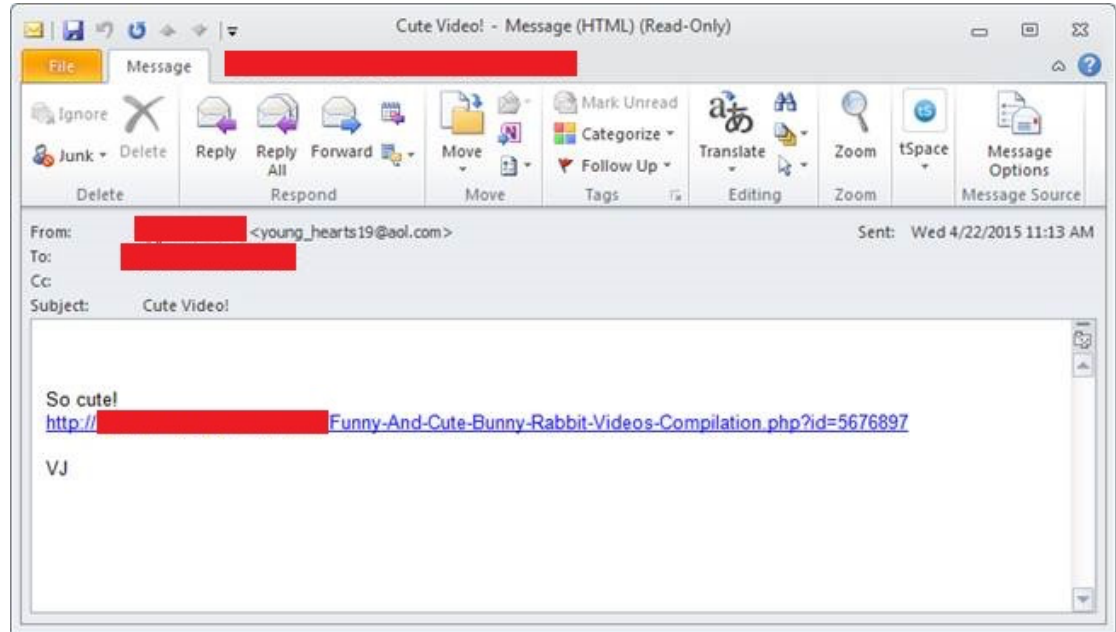 Cute Video! - Message (HTML) (Read-Only)
File Message
Ignore
Junk
Delete
Reply
Reply All
Forward
Move
Mark Unread
Categorize
Follow Up
Translate
Zoom
tSpace
Message Options
Delete Respond Move Tags Editing Zoom Message Source
From: <young_hearts19@aol.com> Sent: Wed 4/22/2015 11:13 AM
To:
Cc:
Subject: Cute Video!
So cute!
http:// /Funny-And-Cute-Bunny-Rabbit-Videos-Compilation.php?id=5676897
VJ